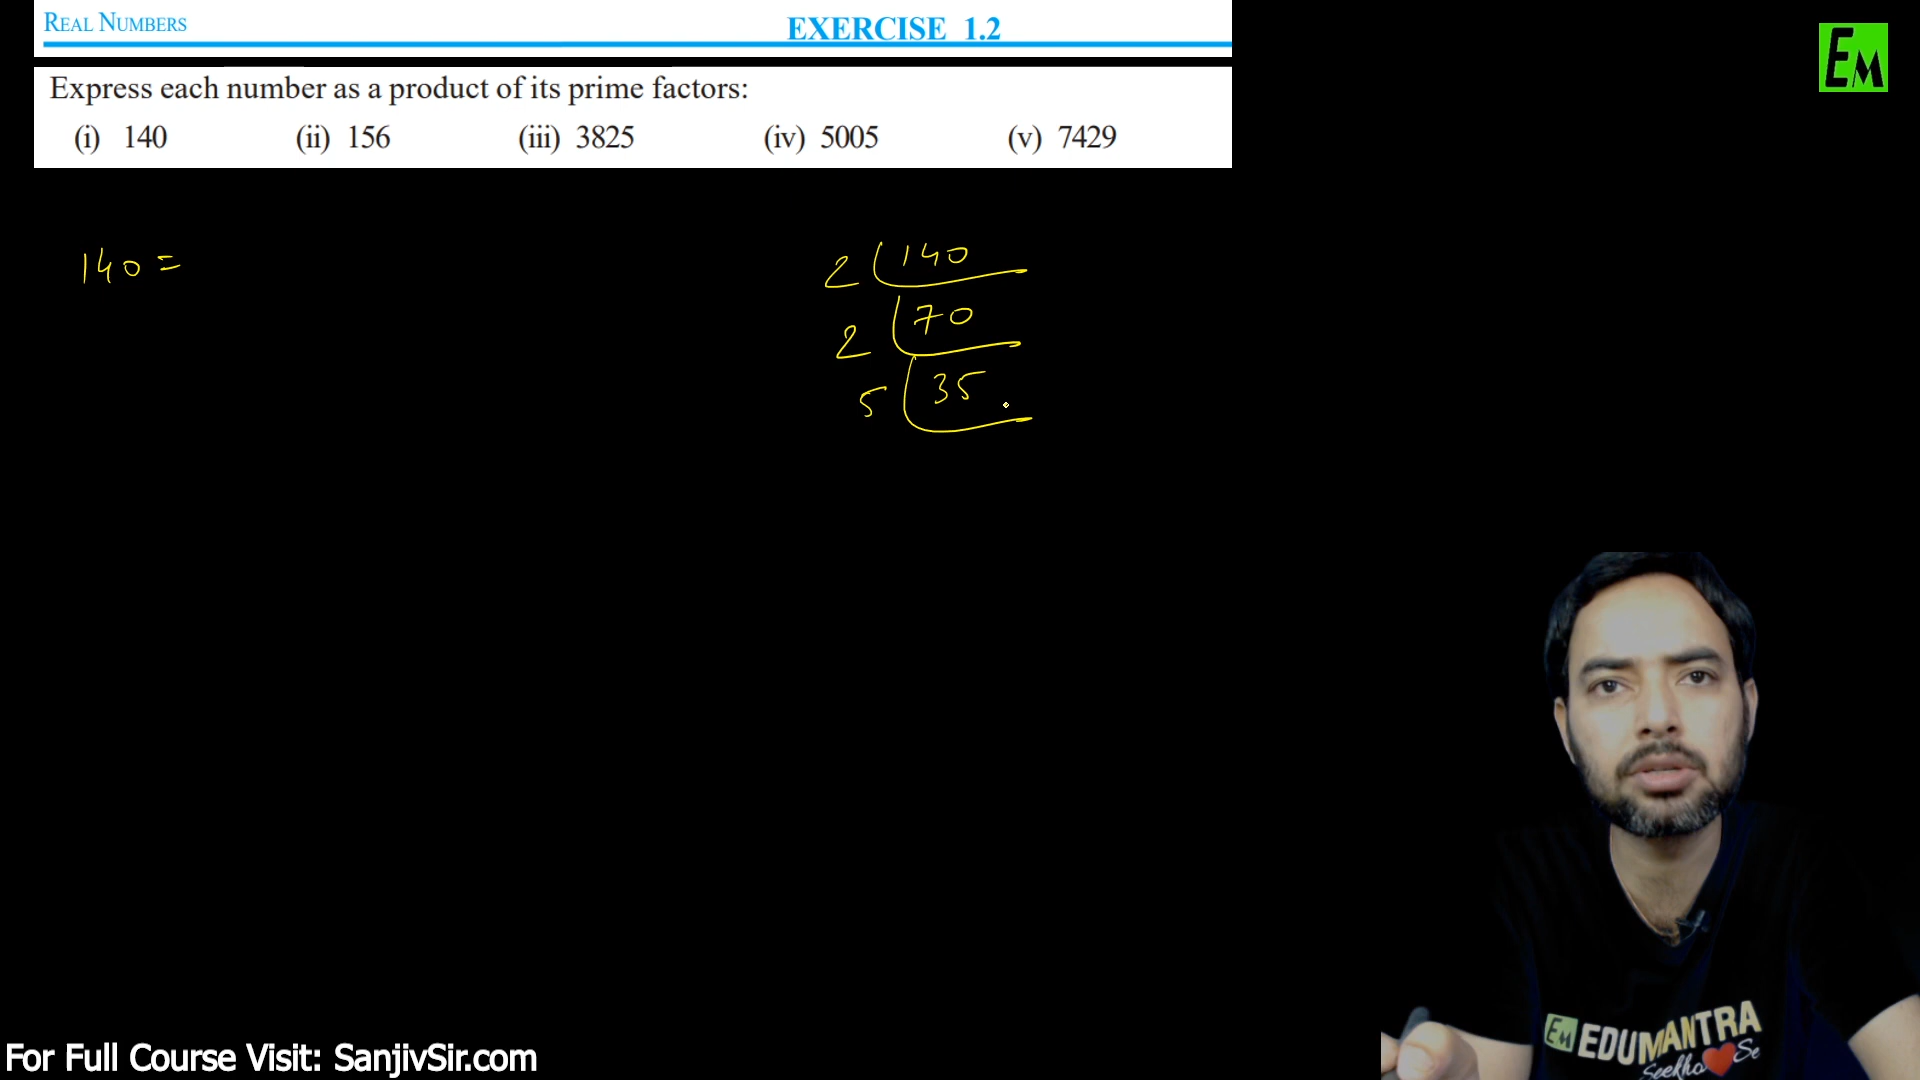 REAL NUMBERS
EXERCISE 1.2
EM
Express each number as a product of its prime factors:
(i) 140 (ii) 156 (iii) 3825 (iv) 5005 (v) 7429
140 =
2 140
2 70
5 35
EM EDUMANTRA
Seekho Se
For Full Course Visit: SanjivSir.com